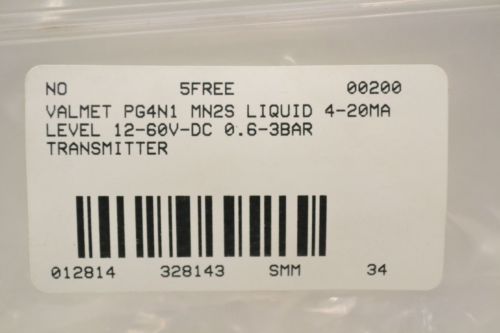 NO 5FREE 00200
VALMET PG4N1 MN2S LIQUID 4-20MA
LEVEL 12-60V-DC 0.6-3BAR
TRANSMITTER
012814 328143 SMM 34